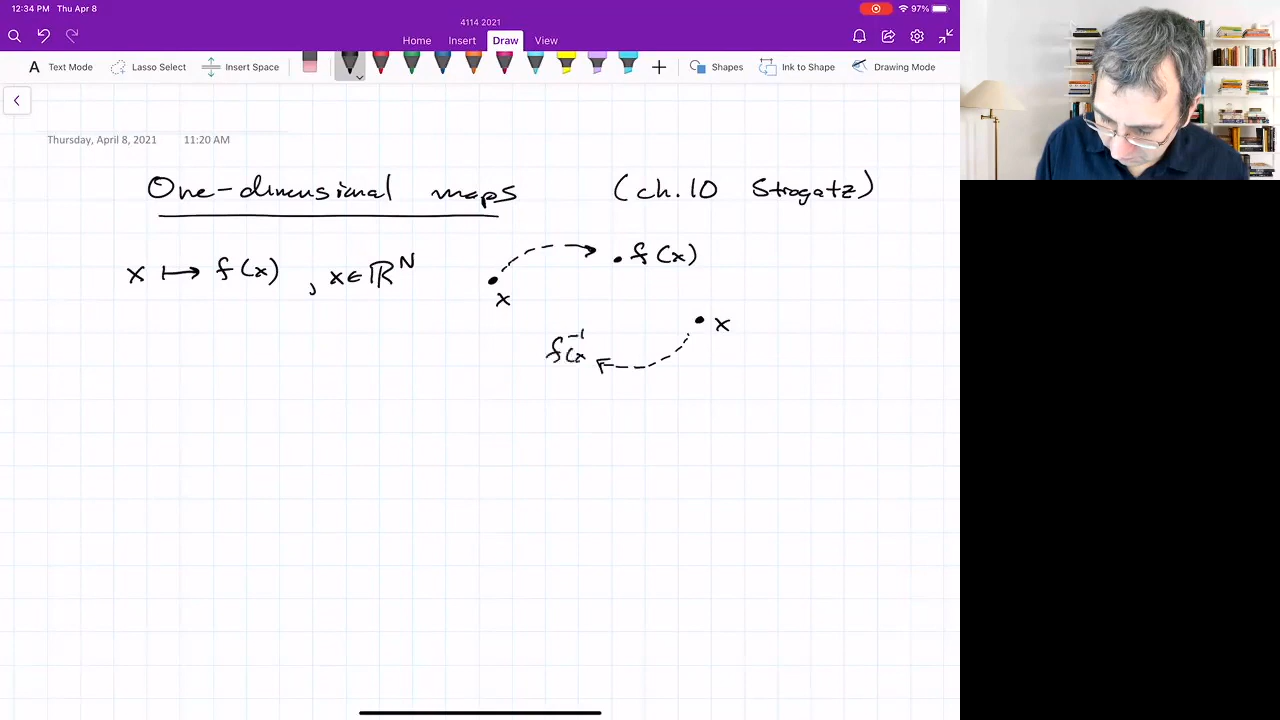 12:34 PM Thu Apr 8
97%
4114 2021
Home Insert Draw View
A Text Mode Lasso Select Insert Space Shapes Ink to Shape Drawing Mode
Thursday, April 8, 2021 11:20 AM
One-dimensional maps (ch.10 Strogatz)
x ↦ f(x) , x∈ℝᴺ
x
f(x)
x
f⁻¹(x